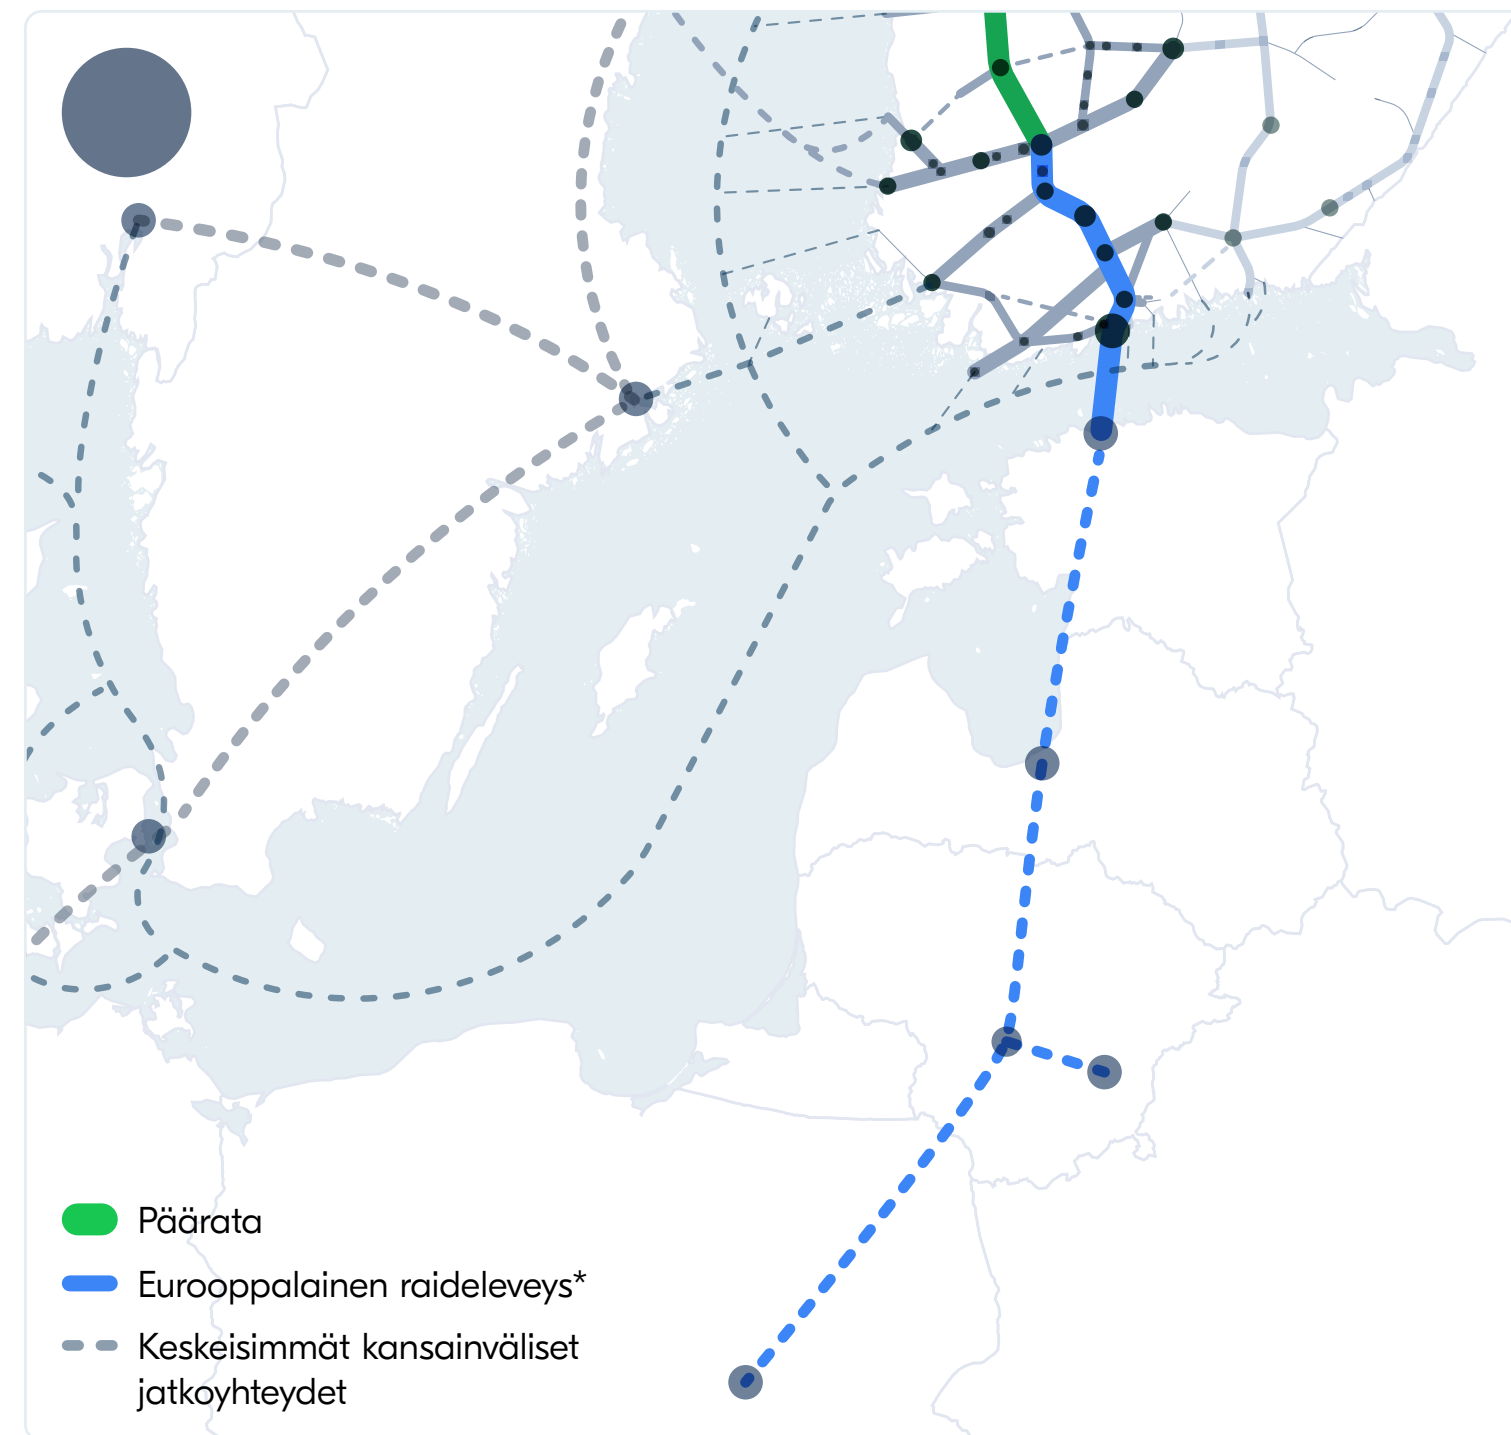 Päärata
Eurooppalainen raideleveys*
Keskeisimmät kansainväliset
jatkoyhteydet